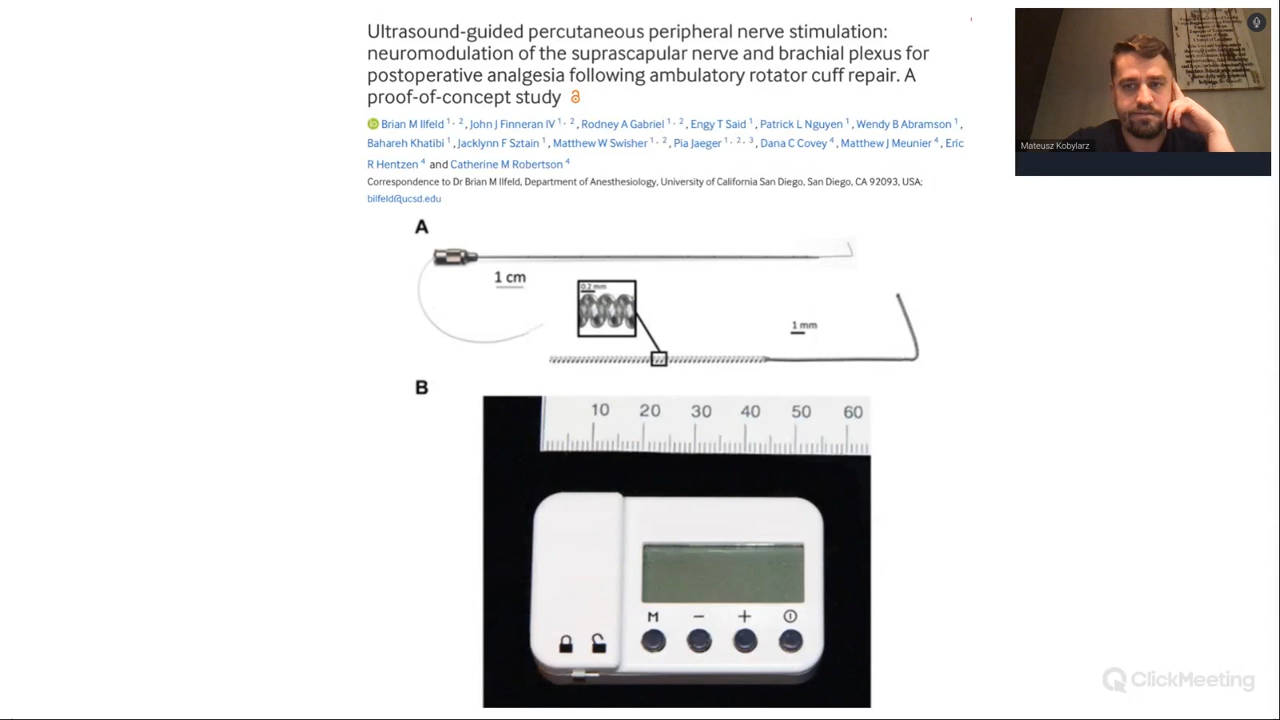 Ultrasound-guided percutaneous peripheral nerve stimulation:
neuromodulation of the suprascapular nerve and brachial plexus for
postoperative analgesia following ambulatory rotator cuff repair. A
proof-of-concept study
Brian M Ilfeld 1, 2, John J Finneran IV 1, 2, Rodney A Gabriel 1, 2, Engy T Said 1, Patrick L Nguyen 1, Wendy B Abramson 1,
Bahareh Khatibi 1, Jacklynn F Sztain 1, Matthew W Swisher 1, 2, Pia Jaeger 1, 2, 3, Dana C Covey 4, Matthew J Meunier 4, Eric
R Hentzen 4 and Catherine M Robertson 4
Correspondence to Dr Brian M Ilfeld, Department of Anesthesiology, University of California San Diego, San Diego, CA 92093, USA;
bilfeld@ucsd.edu
Mateusz Kobylarz
A
1 cm
0.2 mm
1 mm
B
10 20 30 40 50 60
M − +
ClickMeeting